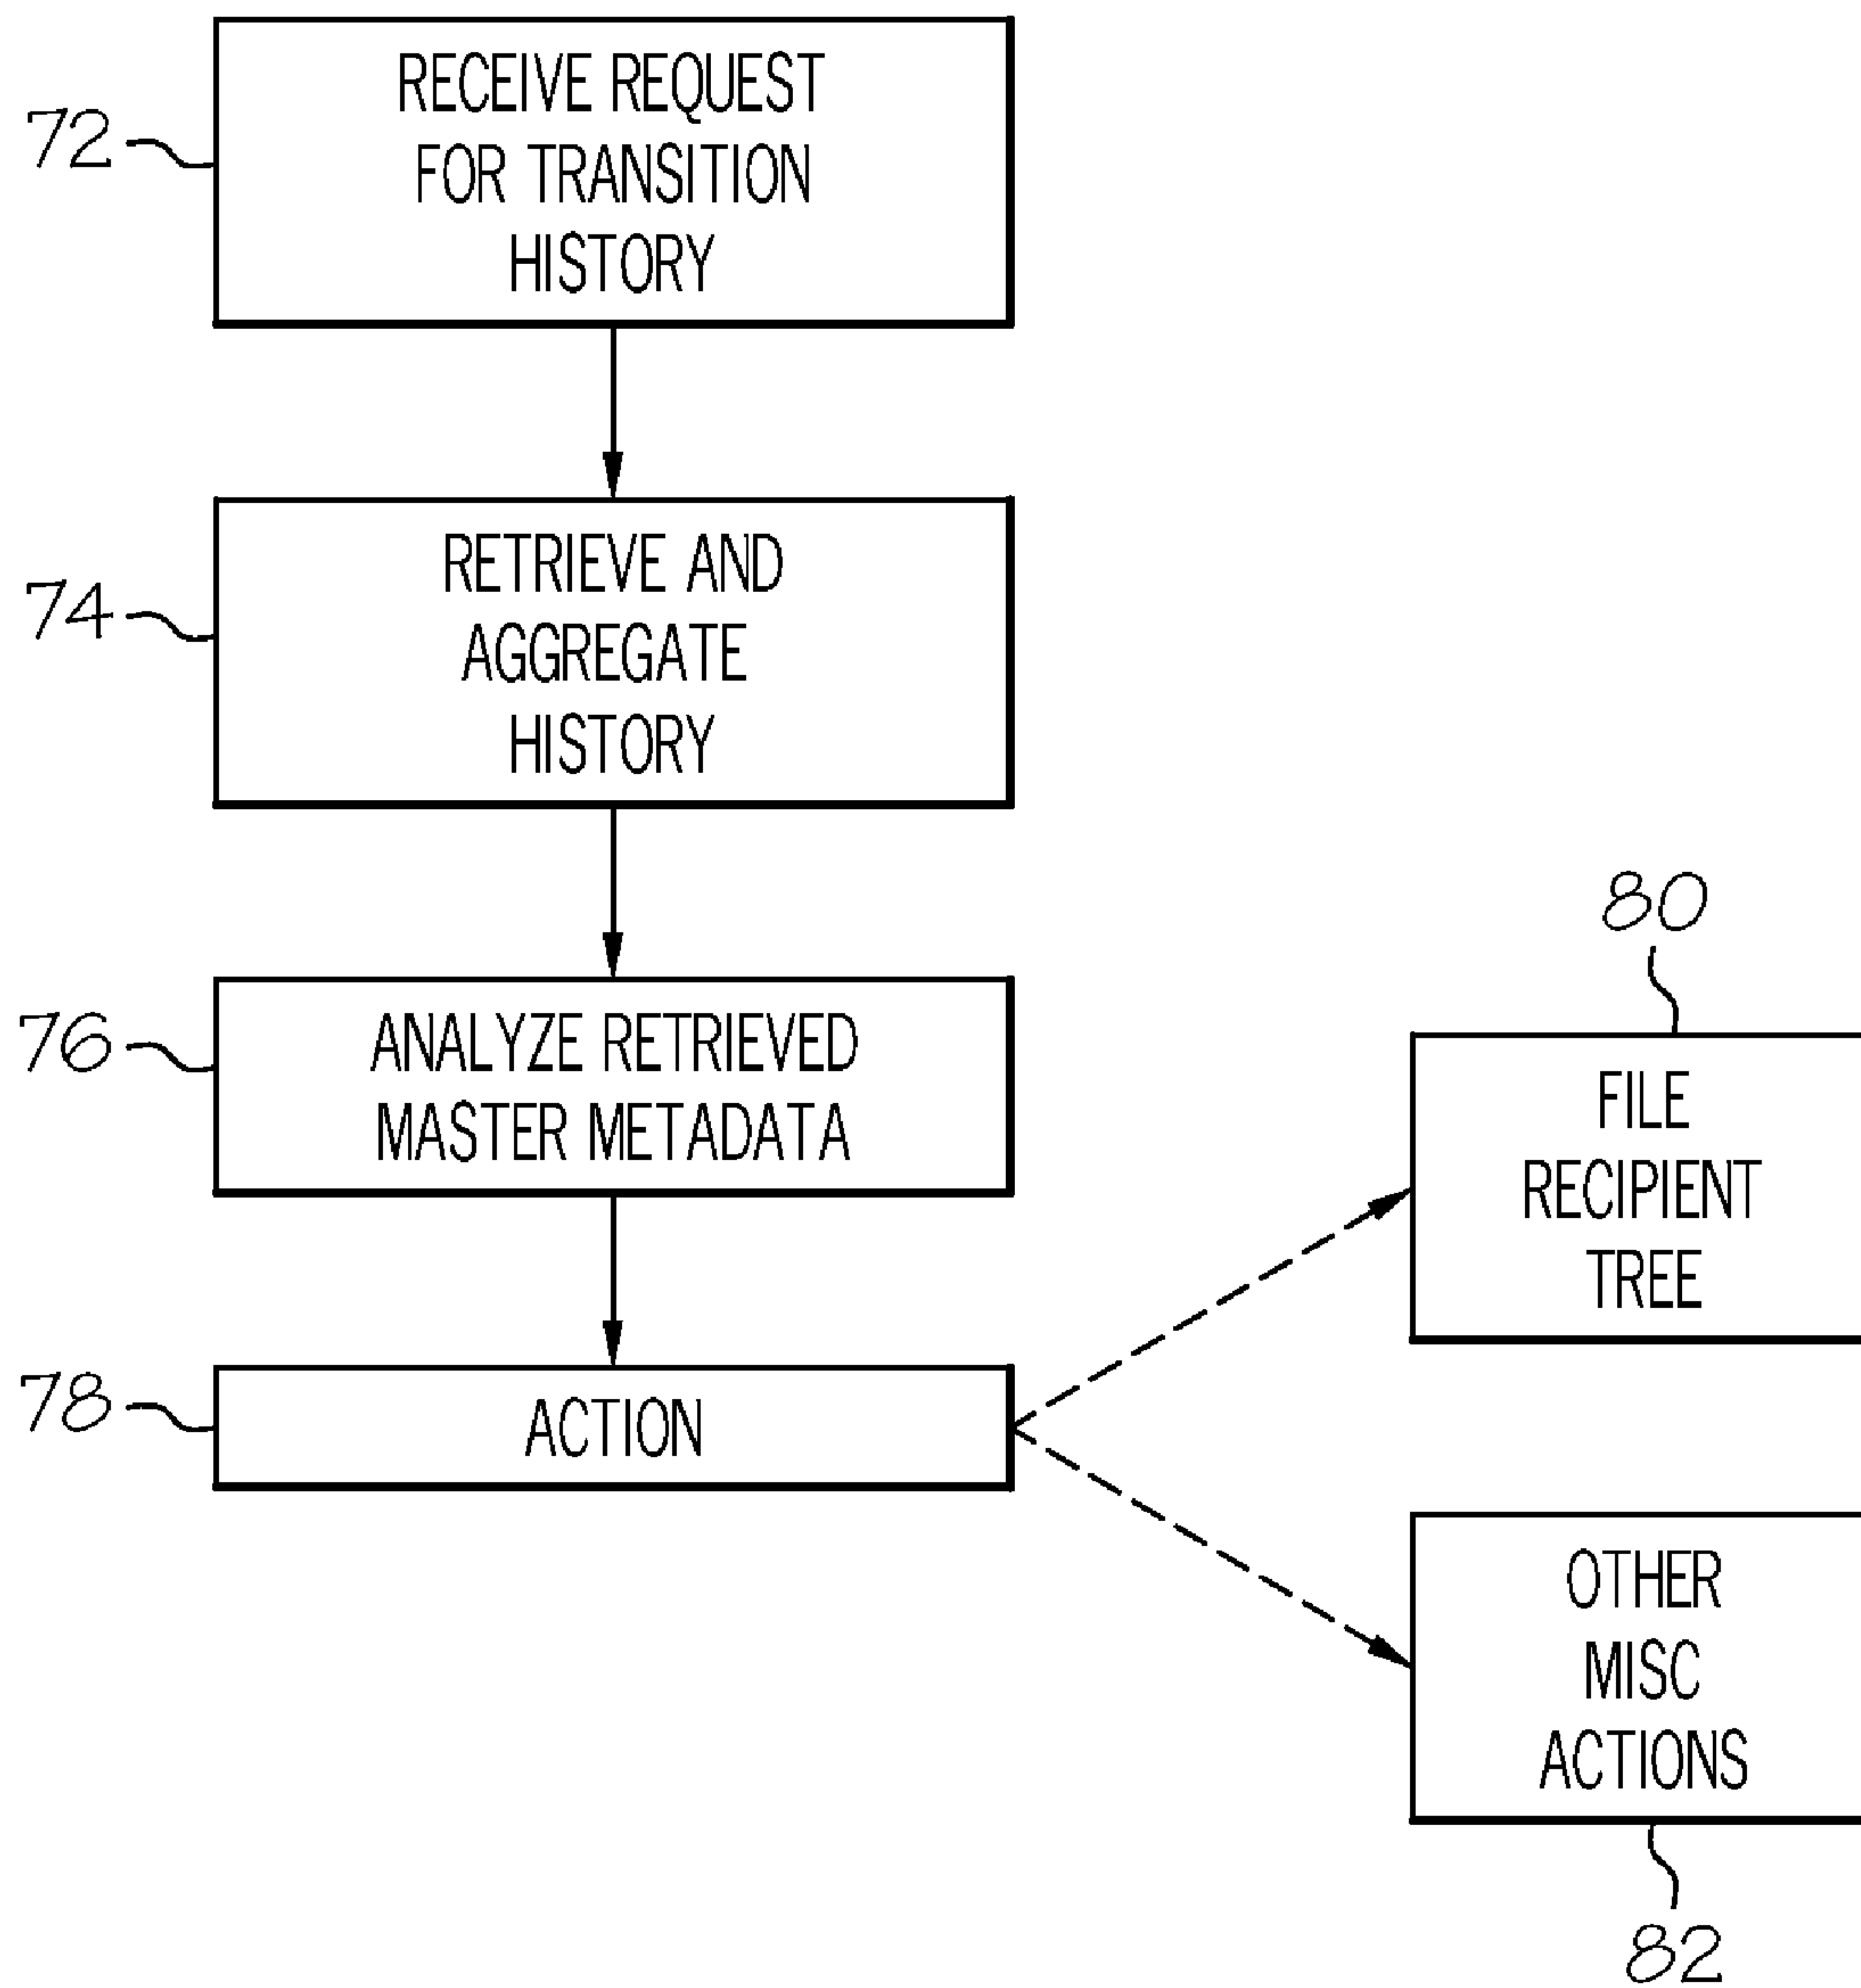 72
RECEIVE REQUEST
FOR TRANSITION
HISTORY
74
RETRIEVE AND
AGGREGATE
HISTORY
76
ANALYZE RETRIEVED
MASTER METADATA
78
ACTION
80
FILE
RECIPIENT
TREE
OTHER
MISC
ACTIONS
82